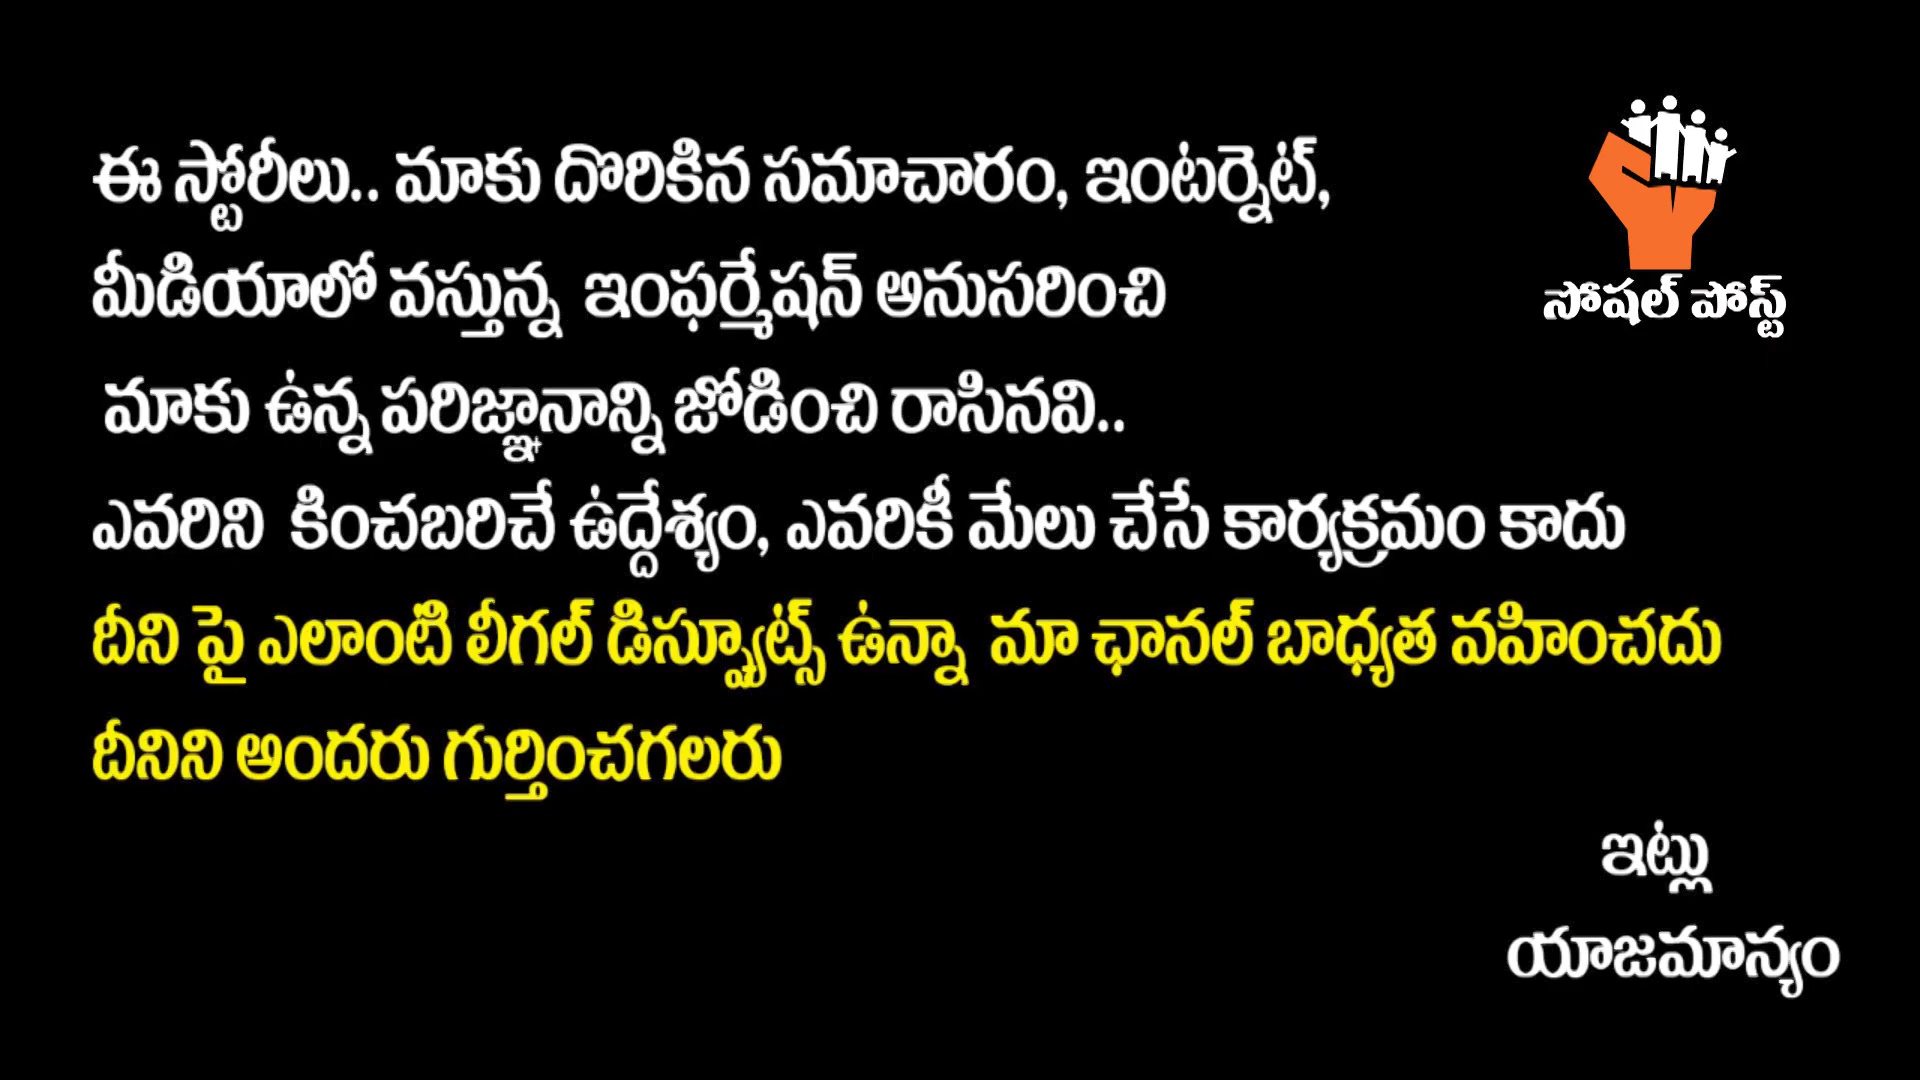 ఈ స్టోరీలు.. మాకు దొరికిన సమాచారం, ఇంటర్నెట్,
మీడియాలో వస్తున్న ఇంఫర్మేషన్ అనుసరించి
మాకు ఉన్న పరిజ్ఞానాన్ని జోడించి రాసినవి..
ఎవరిని కించబరిచే ఉద్దేశ్యం, ఎవరికీ మేలు చేసే కార్యక్రమం కాదు
దీని పై ఎలాంటి లీగల్ డిస్ప్యూట్స్ ఉన్నా మా ఛానల్ బాధ్యత వహించదు
దీనిని అందరు గుర్తించగలరు
ఇట్లు
యాజమాన్యం
సోషల్ పోస్ట్